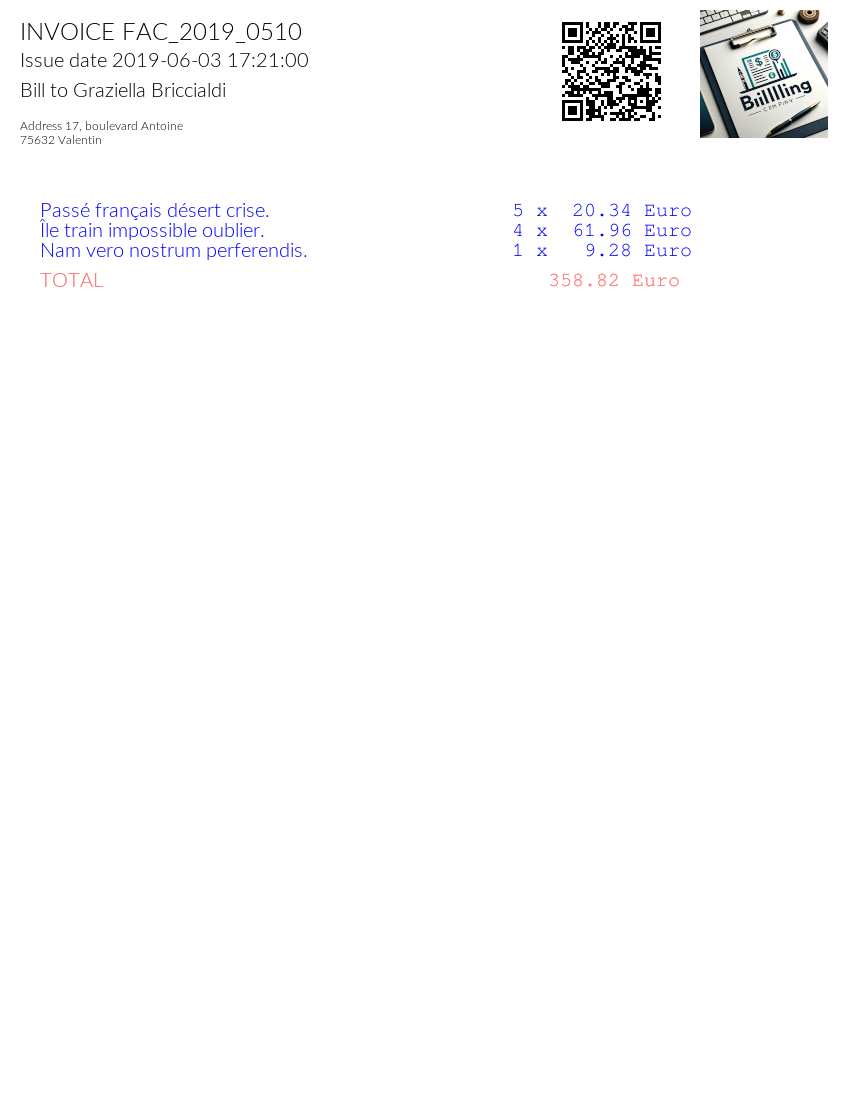 INVOICE FAC_2019_0510
Issue date 2019-06-03 17:21:00
Bill to Graziella Briccialdi
Address 17, boulevard Antoine
75632 Valentin
Biilllling
COMPANY
Passé français désert crise. 5 x 20.34 Euro
Île train impossible oublier. 4 x 61.96 Euro
Nam vero nostrum perferendis. 1 x 9.28 Euro
TOTAL 358.82 Euro